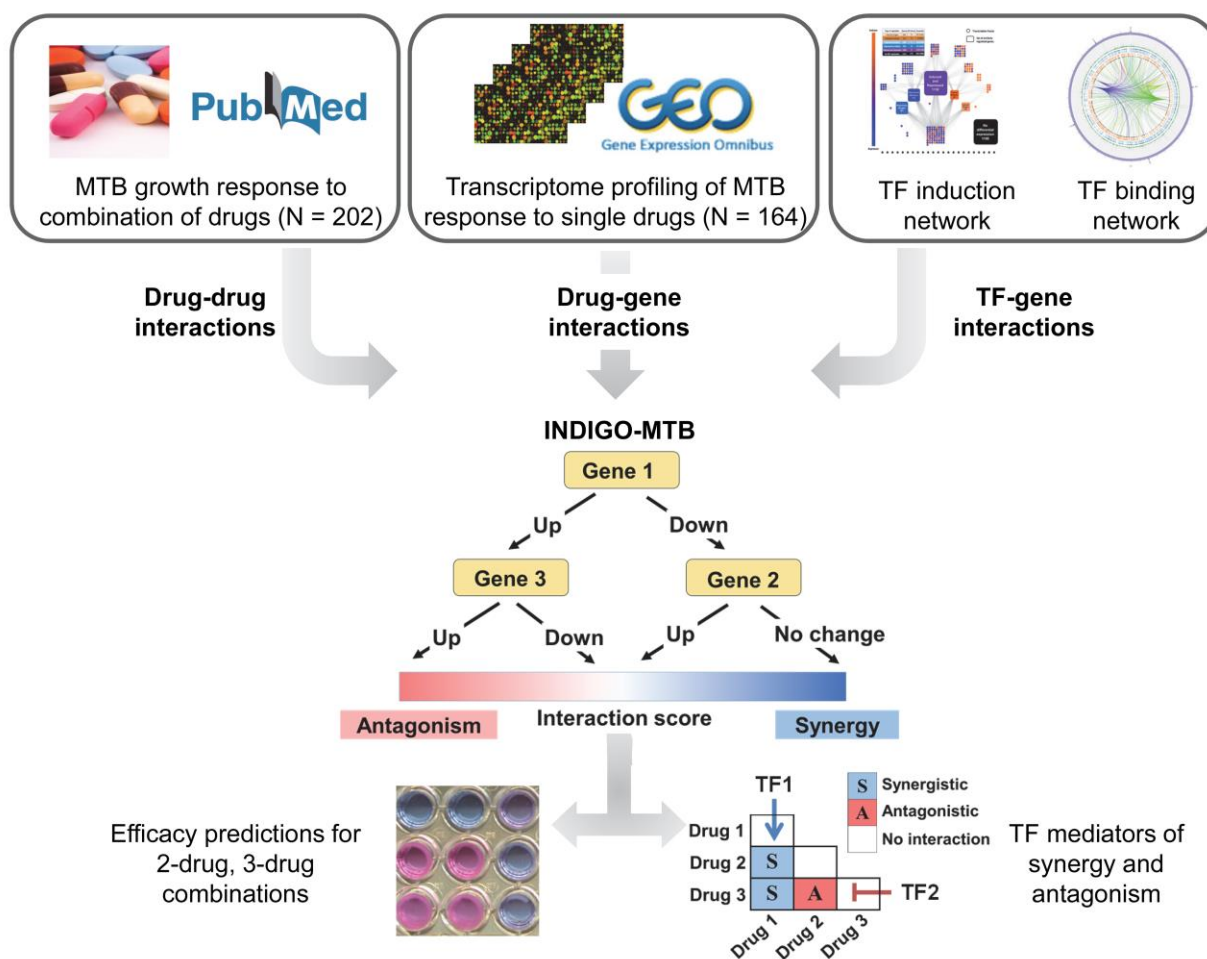 PubMed
MTB growth response to
combination of drugs (N = 202)
GEO
Gene Expression Omnibus
Transcriptome profiling of MTB
response to single drugs (N = 164)
TF induction
network
TF binding
network
Drug-drug
interactions
Drug-gene
interactions
TF-gene
interactions
INDIGO-MTB
Gene 1
Up
Down
Gene 3
Gene 2
Up
Down
Up
No change
Antagonism
Interaction score
Synergy
Efficacy predictions for
2-drug, 3-drug
combinations
TF1
S
Synergistic
A
Antagonistic
No interaction
Drug 1
Drug 2
S
Drug 3
S
A
TF2
Drug 1
Drug 2
Drug 3
TF mediators of
synergy and
antagonism